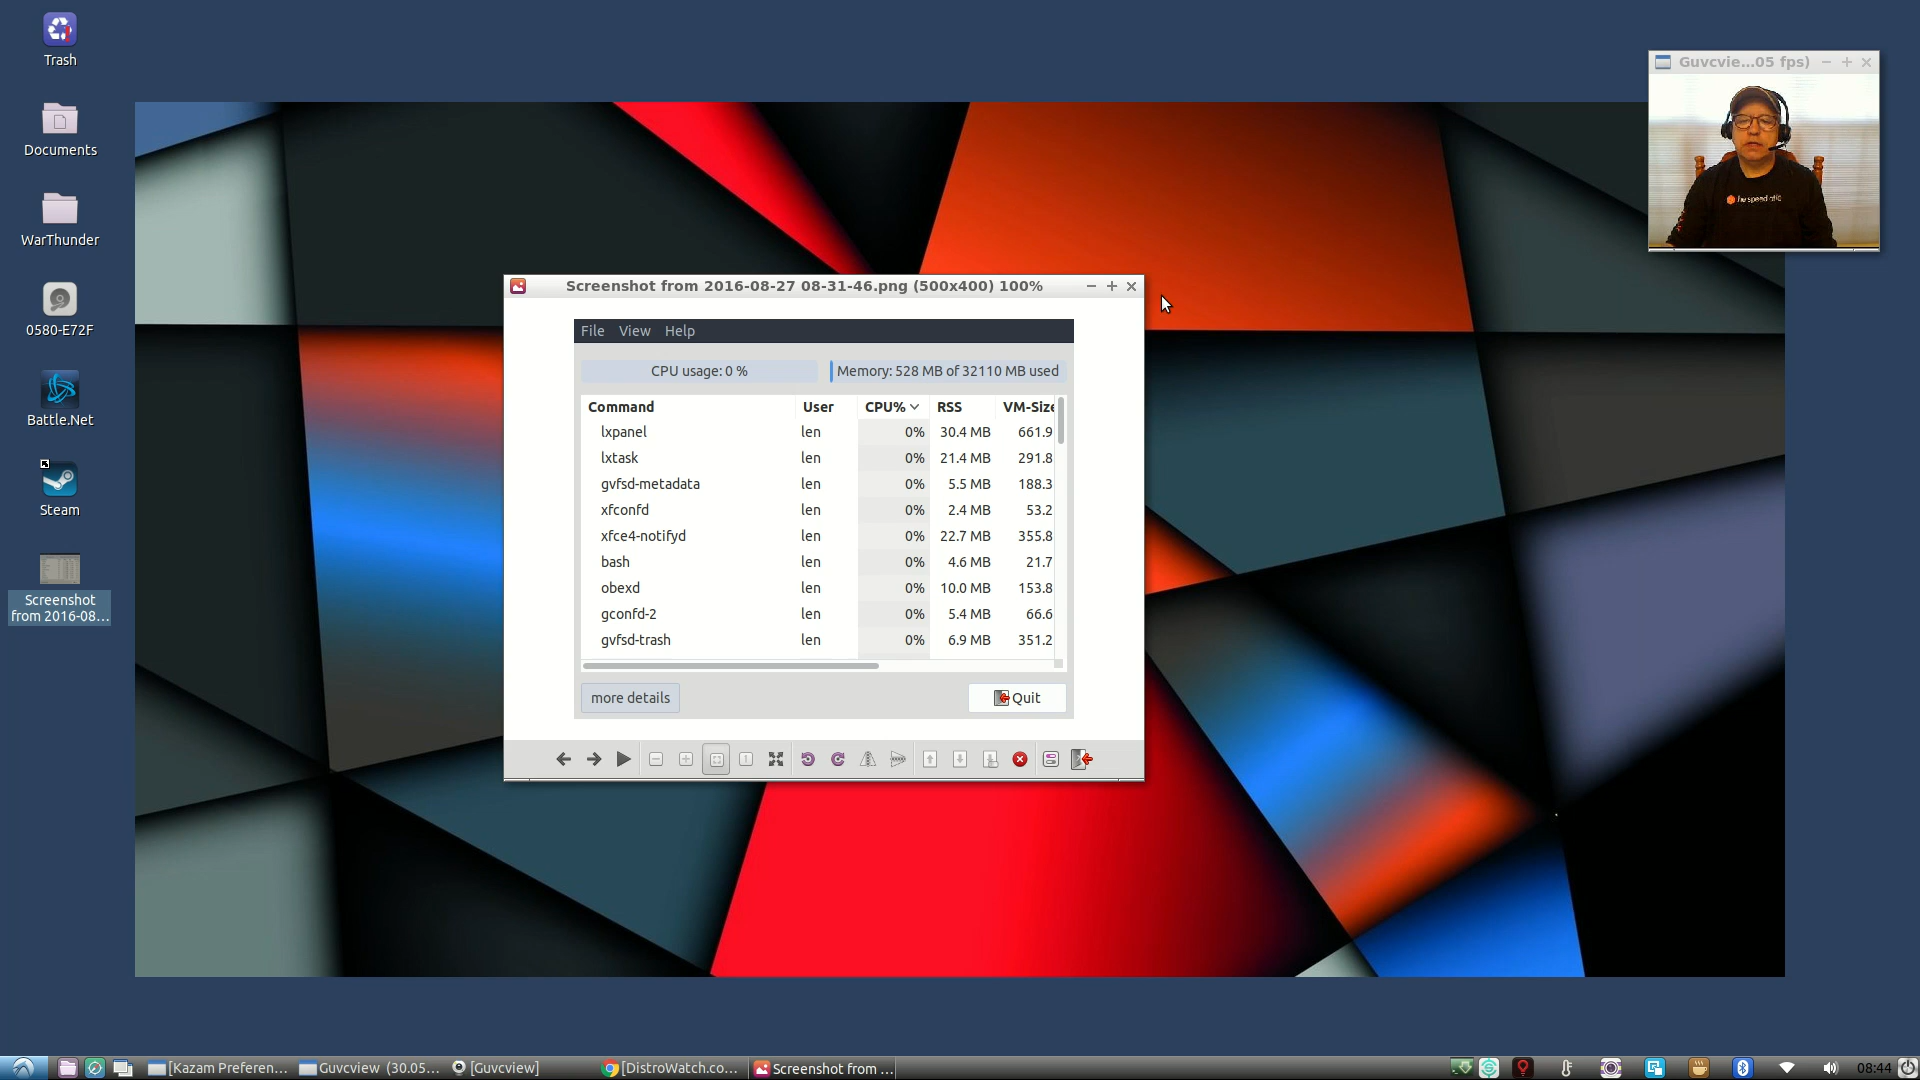 Trash
Documents
WarThunder
0580-E72F
Battle.Net
Steam
Screenshot
from 2016-08...
Guvcvie...05 fps)
Screenshot from 2016-08-27 08-31-46.png (500x400) 100%
File View Help
CPU usage: 0 % Memory: 528 MB of 32110 MB used
Command User CPU% RSS VM-Size
lxpanel len 0% 30.4 MB 661.9
lxtask len 0% 21.4 MB 291.8
gvfsd-metadata len 0% 5.5 MB 188.3
xfconfd len 0% 2.4 MB 53.2
xfce4-notifyd len 0% 22.7 MB 355.8
bash len 0% 4.6 MB 21.7
obexd len 0% 10.0 MB 153.8
gconfd-2 len 0% 5.4 MB 66.6
gvfsd-trash len 0% 6.9 MB 351.2
more details Quit
[Kazam Preferen... Guvcview (30.05... [Guvcview] [DistroWatch.co... Screenshot from ... 08:44